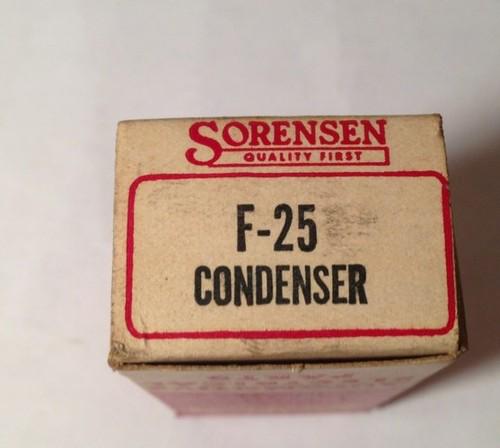 SORENSEN
QUALITY FIRST
F-25
CONDENSER